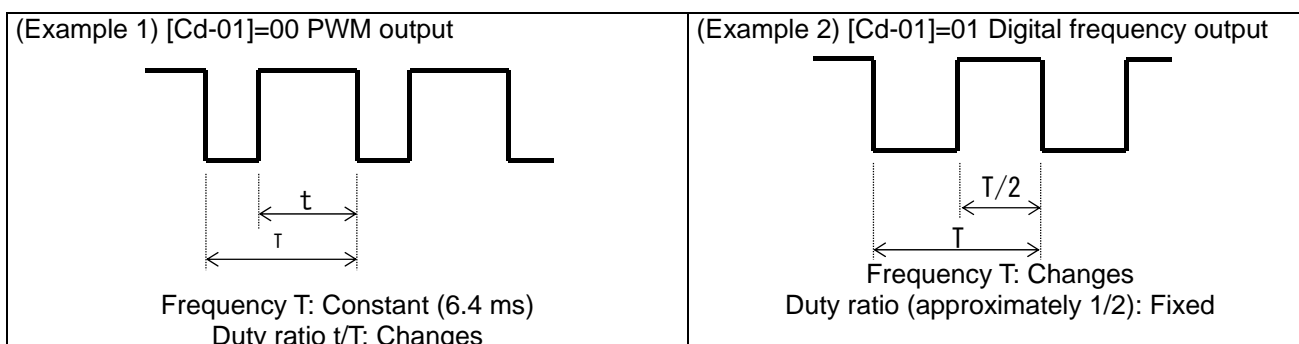 (Example 1) [Cd-01]=00 PWM output
t
T
Frequency T: Constant (6.4 ms)
Duty ratio t/T: Changes
(Example 2) [Cd-01]=01 Digital frequency output
T/2
T
Frequency T: Changes
Duty ratio (approximately 1/2): Fixed